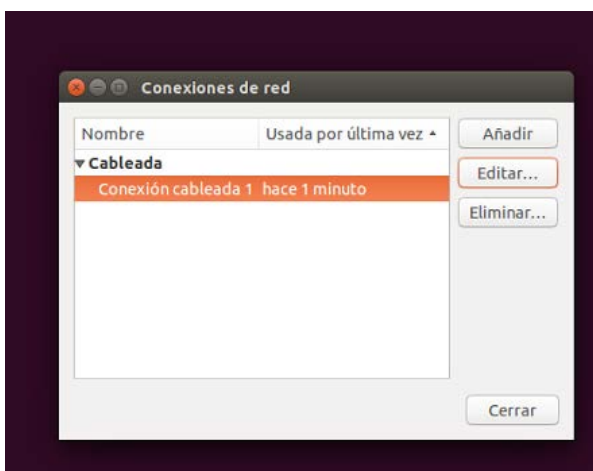 Conexiones de red
Nombre Usada por última vez Añadir
Cableada
Editar...
Conexión cableada 1 hace 1 minuto
Eliminar...
Cerrar